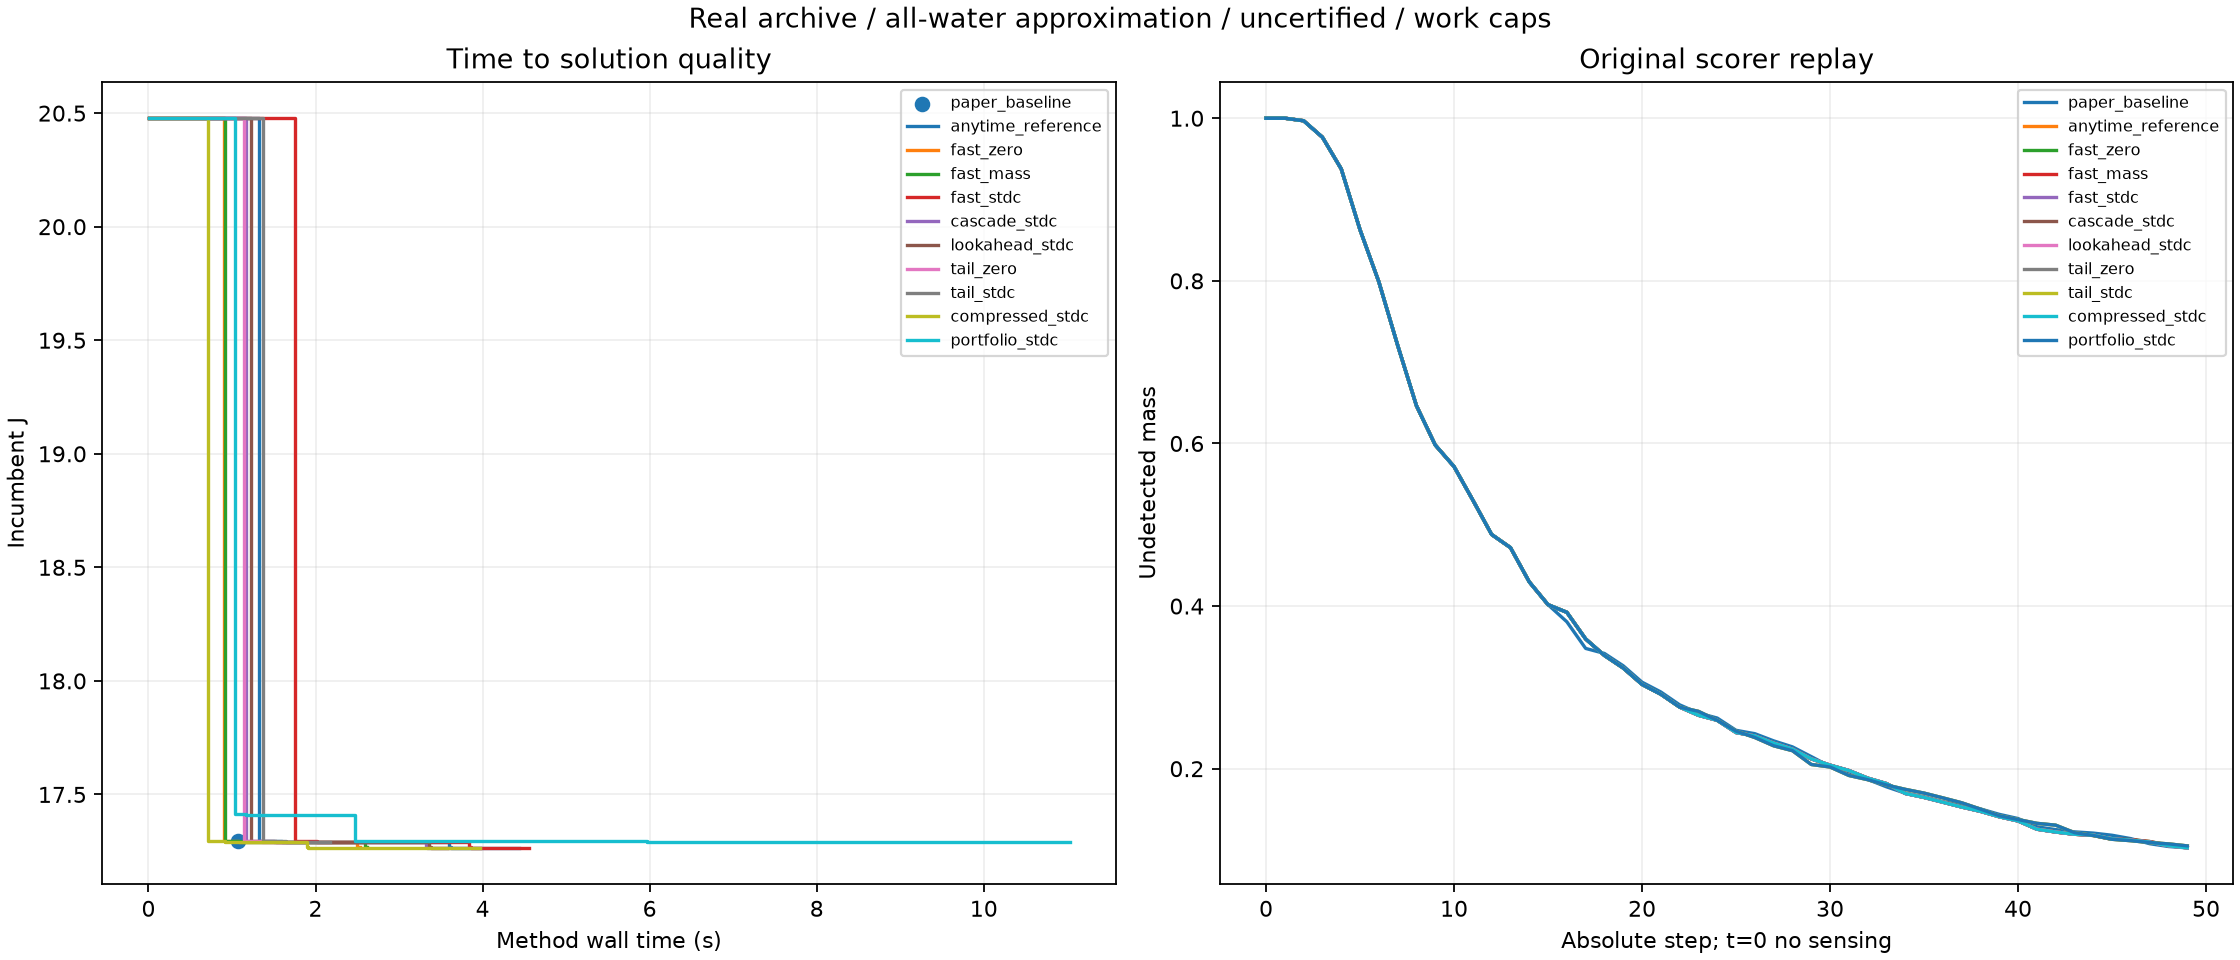 Real archive / all-water approximation / uncertified / work caps
Time to solution quality
20.5
20.0
19.5
19.0
18.5
18.0
17.5
Incumbent J
0
2
4
6
8
10
Method wall time (s)
paper_baseline
anytime_reference
fast_zero
fast_mass
fast_stdc
cascade_stdc
lookahead_stdc
tail_zero
tail_stdc
compressed_stdc
portfolio_stdc
Original scorer replay
1.0
0.8
0.6
0.4
0.2
Undetected mass
0
10
20
30
40
50
Absolute step; t=0 no sensing
paper_baseline
anytime_reference
fast_zero
fast_mass
fast_stdc
cascade_stdc
lookahead_stdc
tail_zero
tail_stdc
compressed_stdc
portfolio_stdc